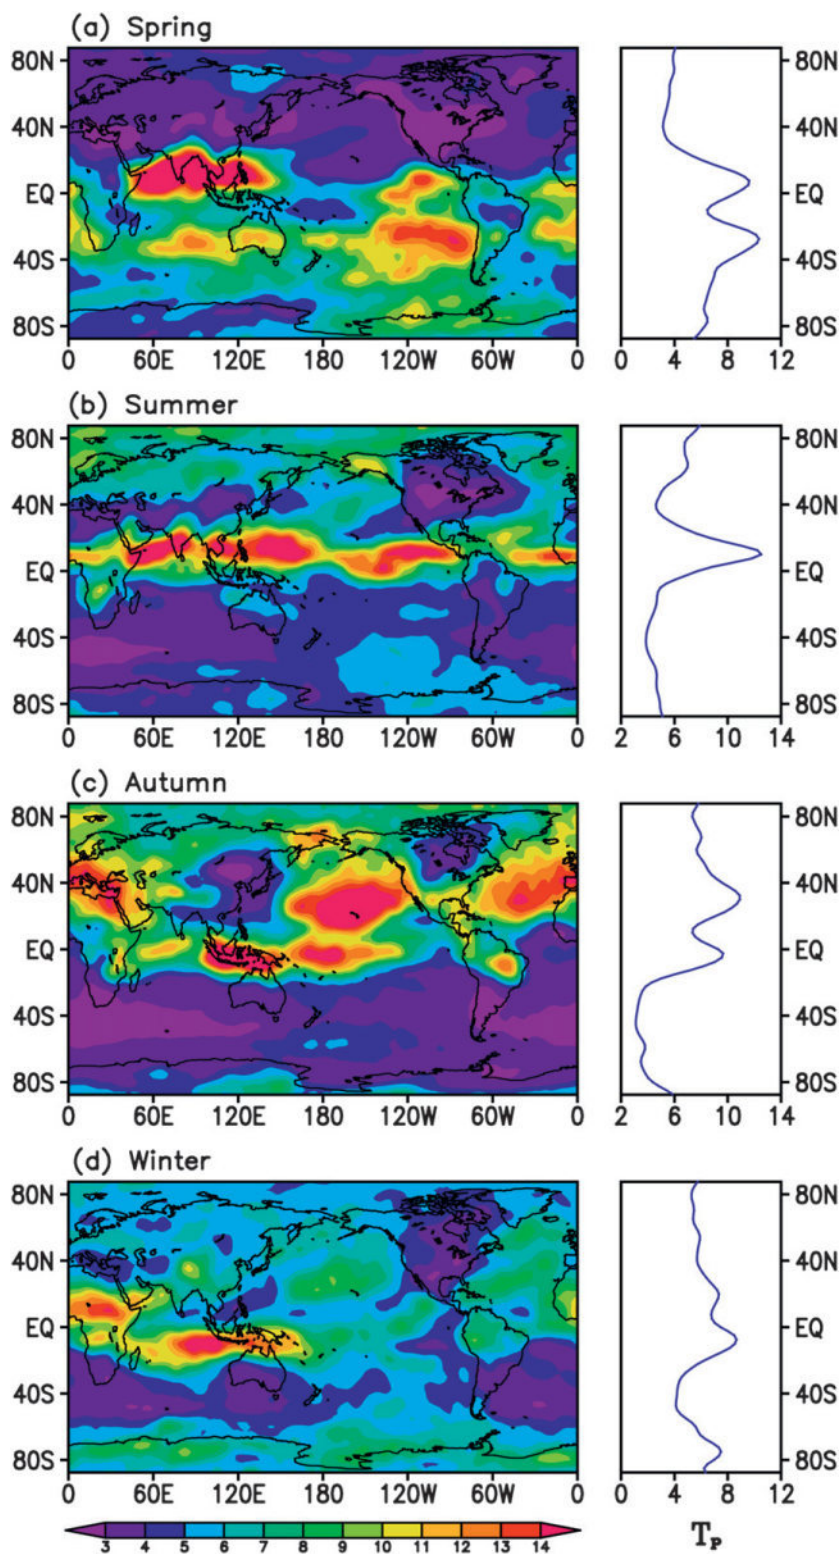 (a) Spring
80N 80N
40N 40N
EQ EQ
40S 40S
80S 80S
0 60E 120E 180 120W 60W 0 0 4 8 12
(b) Summer
80N 80N
40N 40N
EQ EQ
40S 40S
80S 80S
0 60E 120E 180 120W 60W 0 2 6 10 14
(c) Autumn
80N 80N
40N 40N
EQ EQ
40S 40S
80S 80S
0 60E 120E 180 120W 60W 0 2 6 10 14
(d) Winter
80N 80N
40N 40N
EQ EQ
40S 40S
80S 80S
0 60E 120E 180 120W 60W 0 0 4 8 12
3 4 5 6 7 8 9 10 11 12 13 14 T_P